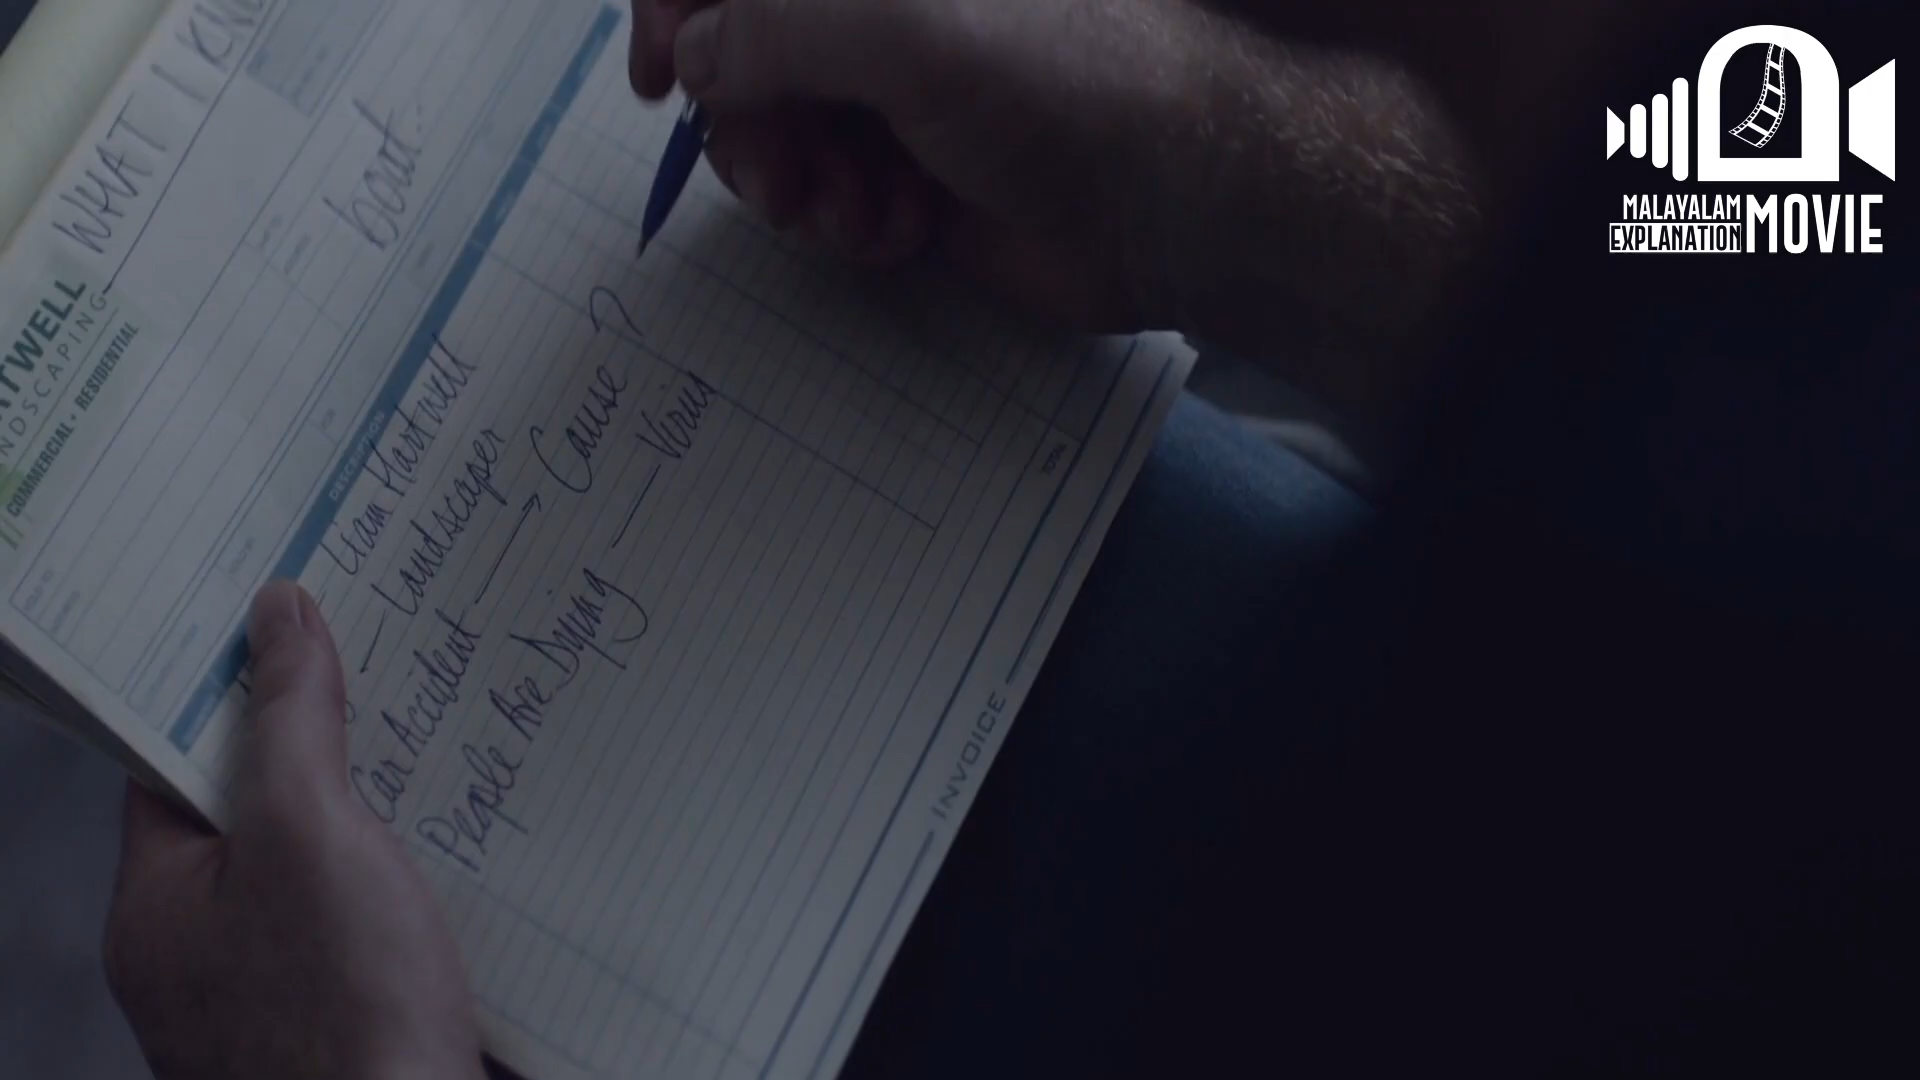 WHAT I KNO
bout:
TWELL
NDSCAPING
COMMERCIAL • RESIDENTIAL
DESCRIPTION
Liam Hartwell
— Landscaper
Car Accident → Cause ?
People Are Dying — Virus
TOTAL
INVOICE
MALAYALAM
EXPLANATION
MOVIE